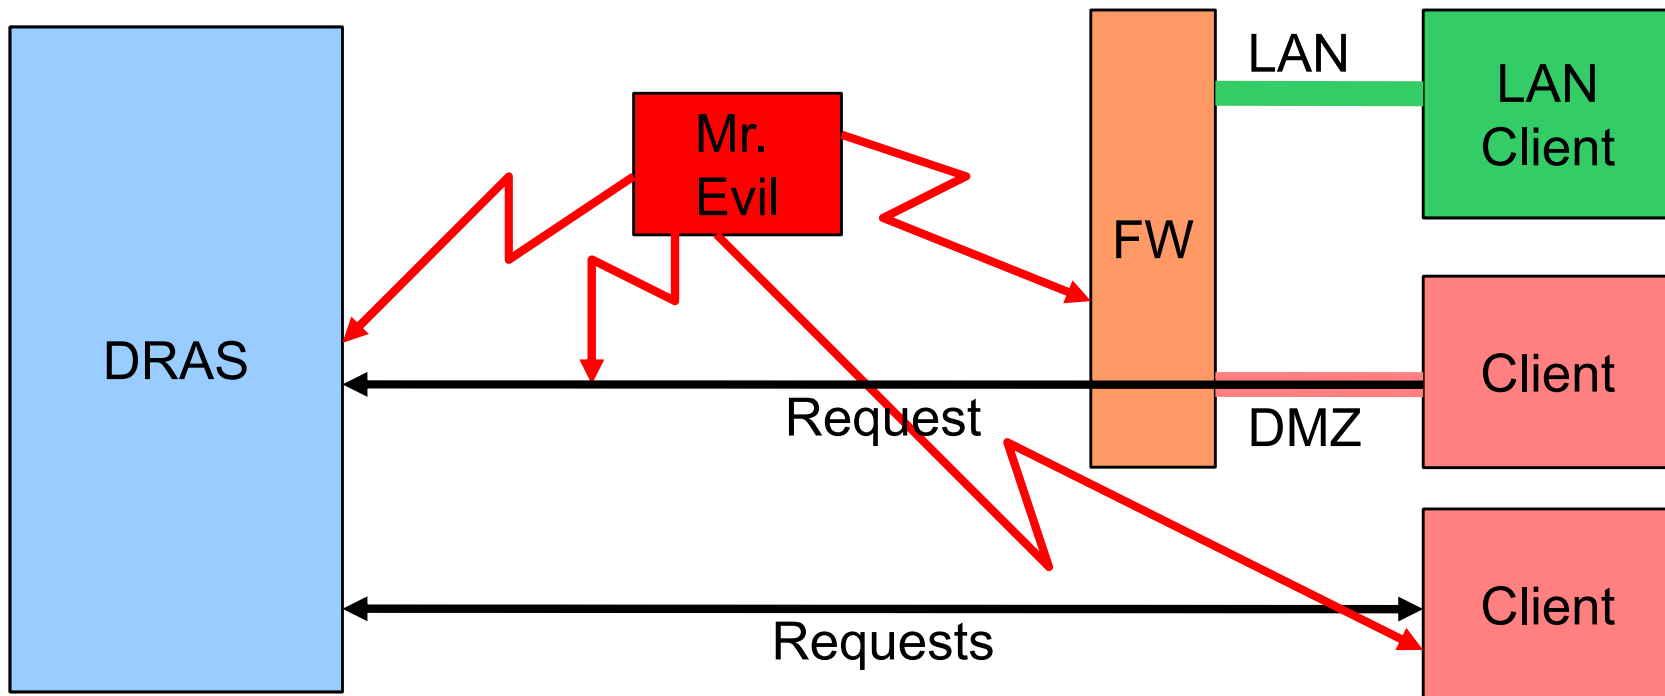 LAN
LAN
Client
Mr.
Evil
FW
DRAS
Client
Request
DMZ
Client
Requests